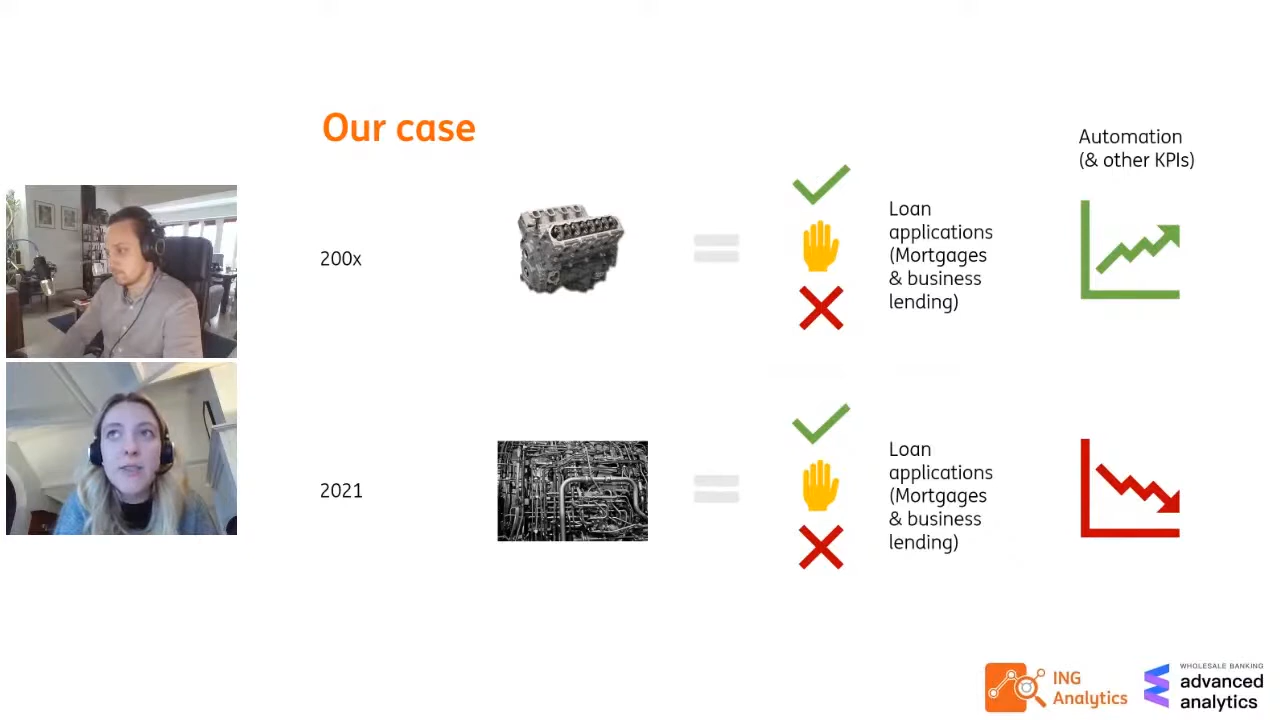 Our case
Automation
(& other KPIs)
200x
Loan
applications
(Mortgages
& business
lending)
2021
Loan
applications
(Mortgages
& business
lending)
ING
Analytics
WHOLESALE BANKING
advanced
analytics